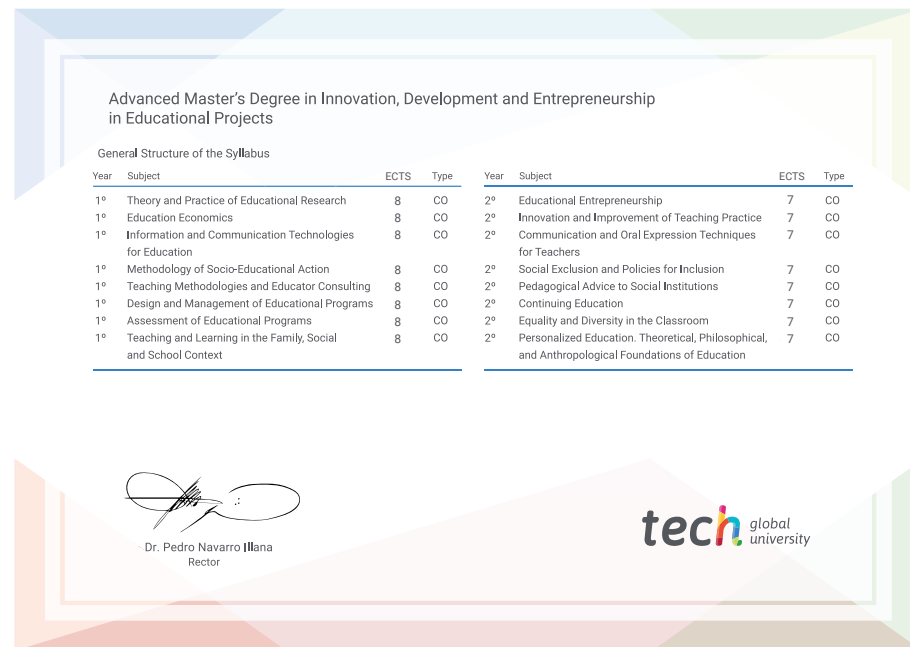 Advanced Master's Degree in Innovation, Development and Entrepreneurship
in Educational Projects
General Structure of the Syllabus
Year Subject ECTS Type
1º Theory and Practice of Educational Research 8 CO
1º Education Economics 8 CO
1º Information and Communication Technologies 8 CO
for Education
1º Methodology of Socio-Educational Action 8 CO
1º Teaching Methodologies and Educator Consulting 8 CO
1º Design and Management of Educational Programs 8 CO
1º Assessment of Educational Programs 8 CO
1º Teaching and Learning in the Family, Social 8 CO
and School Context
Year Subject ECTS Type
2º Educational Entrepreneurship 7 CO
2º Innovation and Improvement of Teaching Practice 7 CO
2º Communication and Oral Expression Techniques 7 CO
for Teachers
2º Social Exclusion and Policies for Inclusion 7 CO
2º Pedagogical Advice to Social Institutions 7 CO
2º Continuing Education 7 CO
2º Equality and Diversity in the Classroom 7 CO
2º Personalized Education. Theoretical, Philosophical, 7 CO
and Anthropological Foundations of Education
Dr. Pedro Navarro Illana
Rector
tech global
university